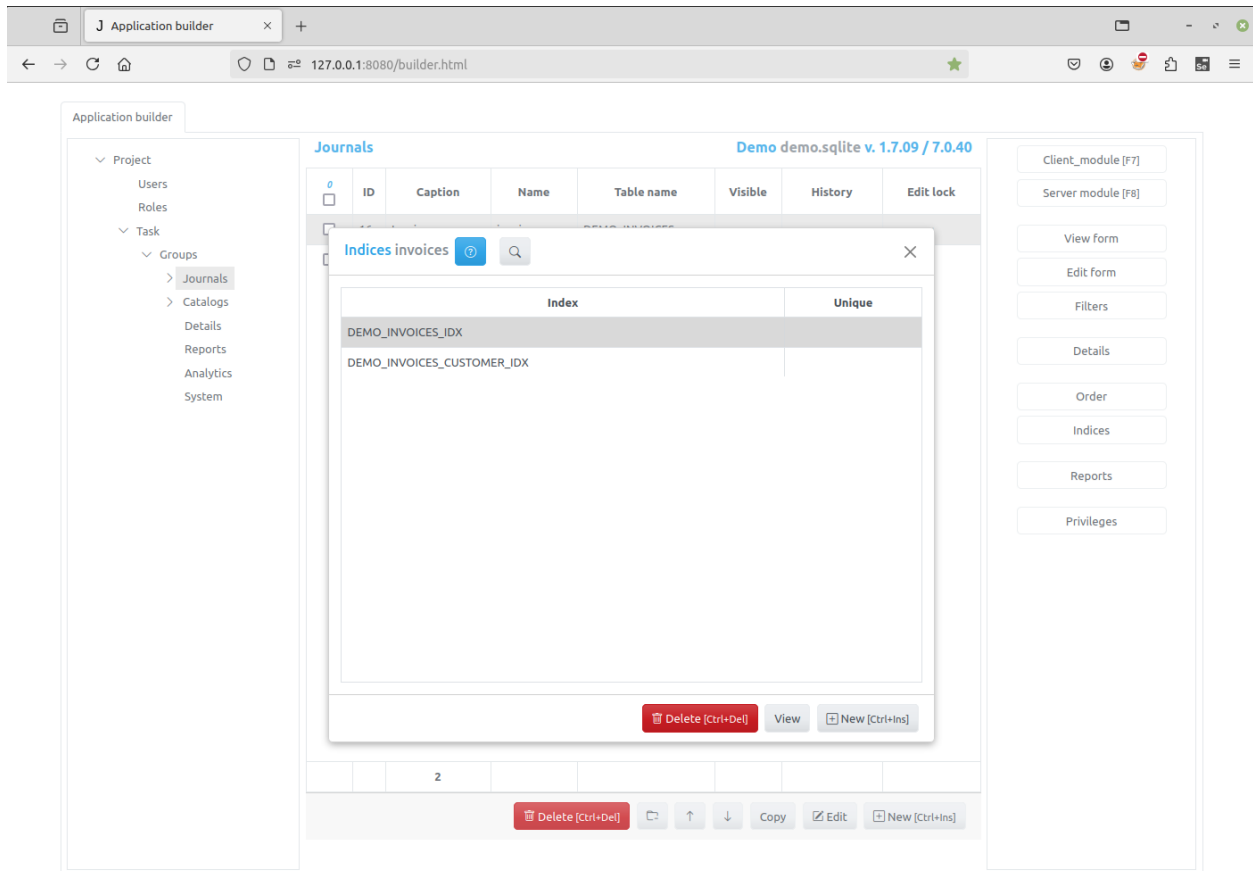 J Application builder
127.0.0.1:8080/builder.html
Se
Application builder
Project
Users
Roles
Task
Groups
Journals
Catalogs
Details
Reports
Analytics
System
Journals
Demo demo.sqlite v. 1.7.09 / 7.0.40
0
ID Caption Name Table name Visible History Edit lock
DEMO_INVOICES
Indices invoices
Index Unique
DEMO_INVOICES_IDX
DEMO_INVOICES_CUSTOMER_IDX
Delete [Ctrl+Del] View New [Ctrl+Ins]
2
Delete [Ctrl+Del] Copy Edit New [Ctrl+Ins]
Client_module [F7]
Server module [F8]
View form
Edit form
Filters
Details
Order
Indices
Reports
Privileges